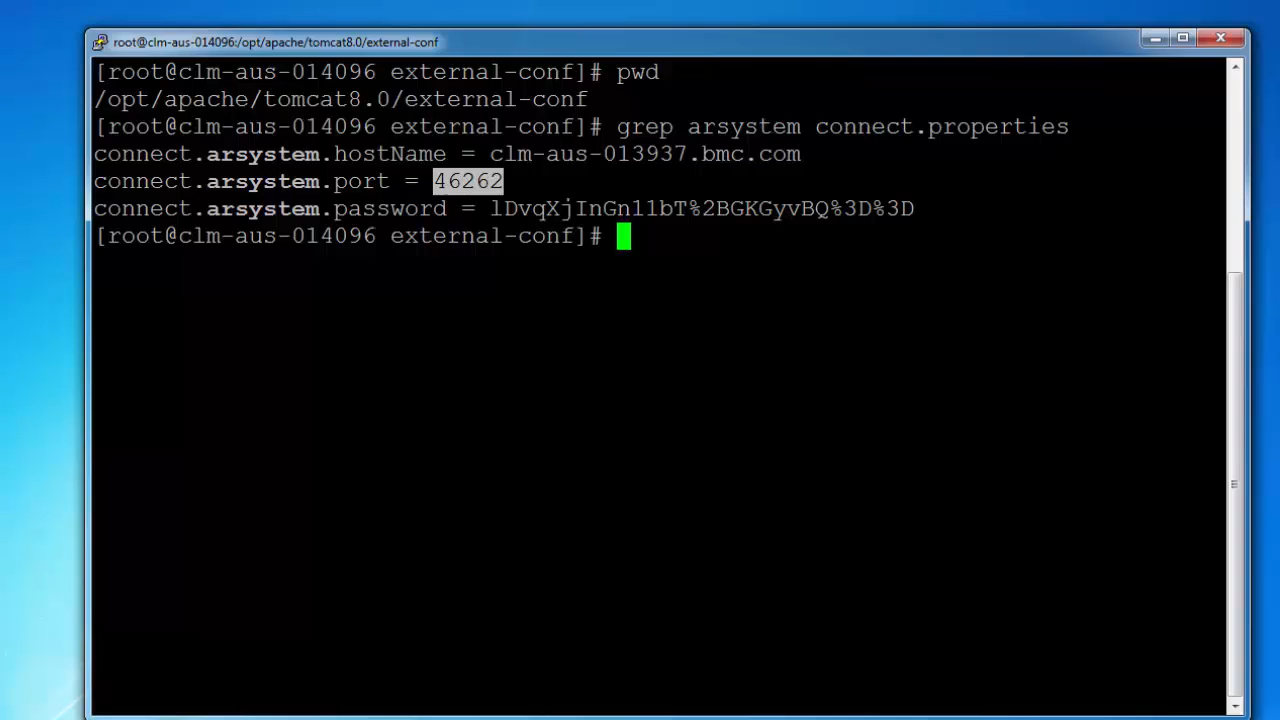 root@clm-aus-014096:/opt/apache/tomcat8.0/external-conf
[root@clm-aus-014096 external-conf]# pwd
/opt/apache/tomcat8.0/external-conf
[root@clm-aus-014096 external-conf]# grep arsystem connect.properties
connect.arsystem.hostName = clm-aus-013937.bmc.com
connect.arsystem.port = 46262
connect.arsystem.password = lDvqXjInGn11bT%2BGKGyvBQ%3D%3D
[root@clm-aus-014096 external-conf]#